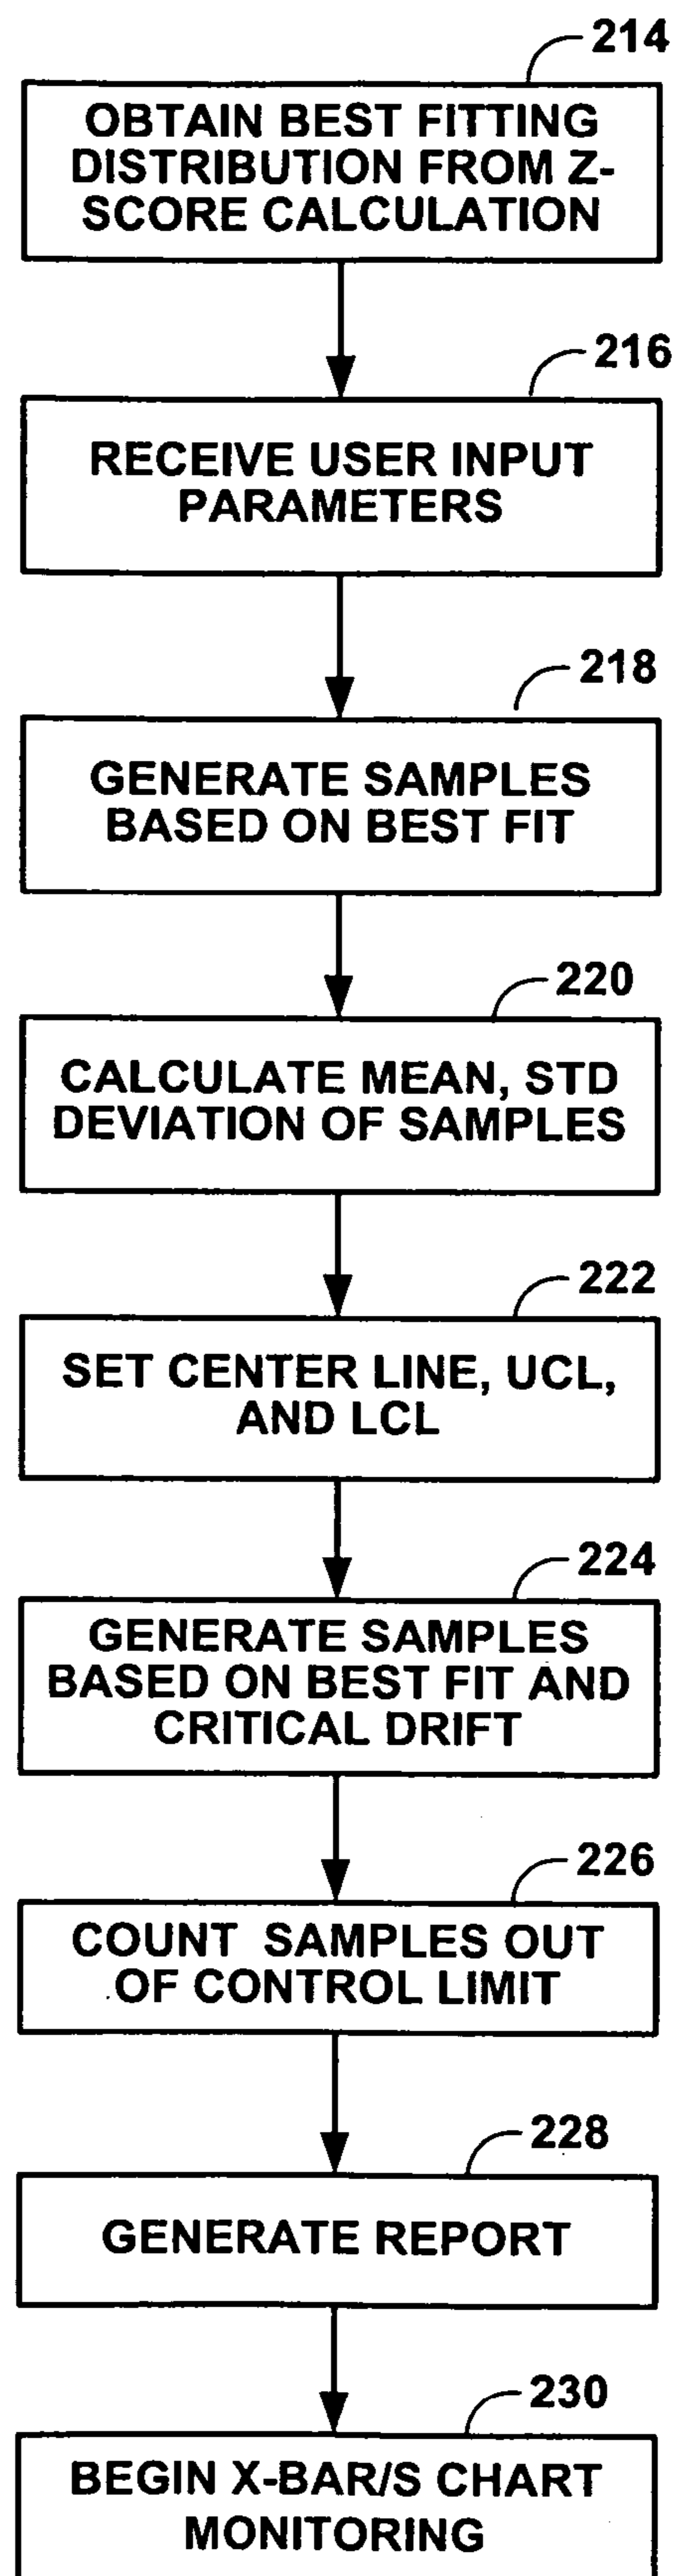 214
OBTAIN BEST FITTING
DISTRIBUTION FROM Z-
SCORE CALCULATION
216
RECEIVE USER INPUT
PARAMETERS
218
GENERATE SAMPLES
BASED ON BEST FIT
220
CALCULATE MEAN, STD
DEVIATION OF SAMPLES
222
SET CENTER LINE, UCL,
AND LCL
224
GENERATE SAMPLES
BASED ON BEST FIT AND
CRITICAL DRIFT
226
COUNT SAMPLES OUT
OF CONTROL LIMIT
228
GENERATE REPORT
230
BEGIN X-BAR/S CHART
MONITORING